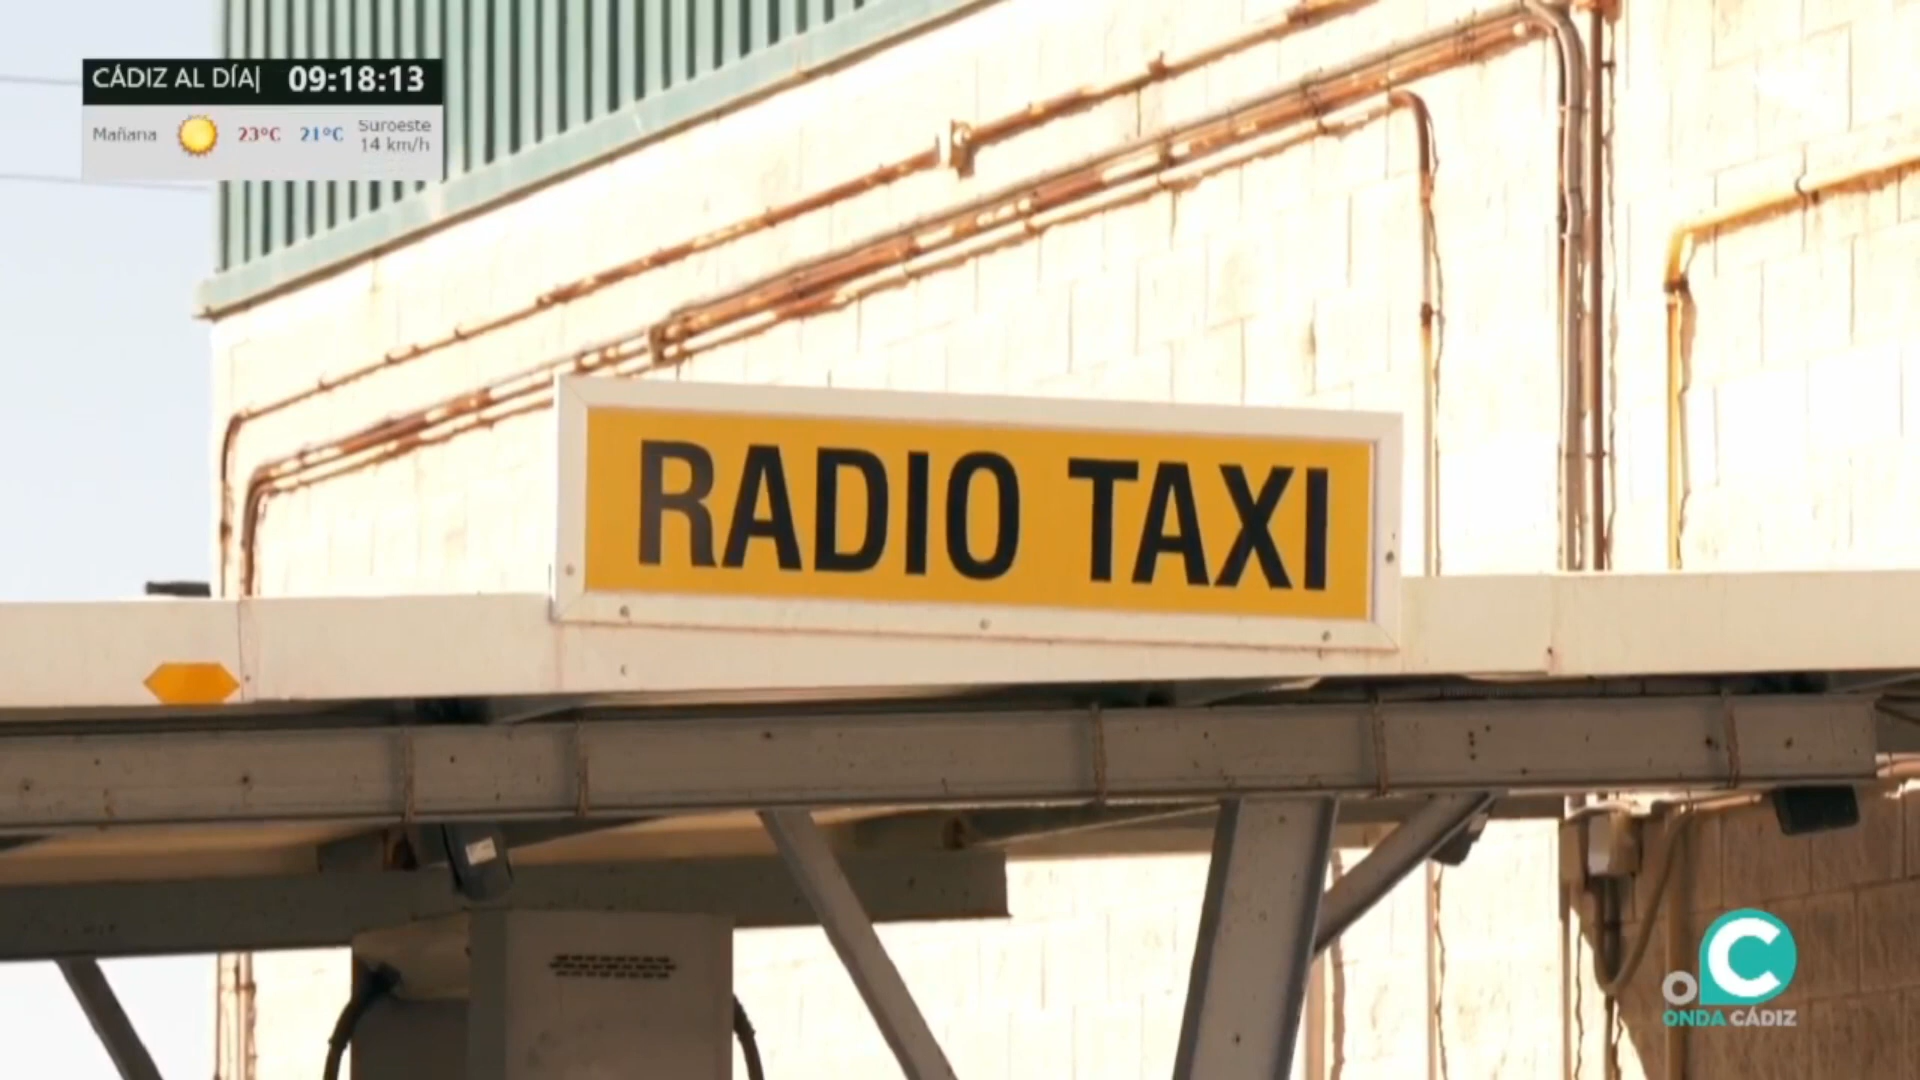 CÁDIZ AL DÍA| 09:18:13
Mañana 23°C 21°C Suroeste 14 km/h
RADIO TAXI
ONDA CÁDIZ